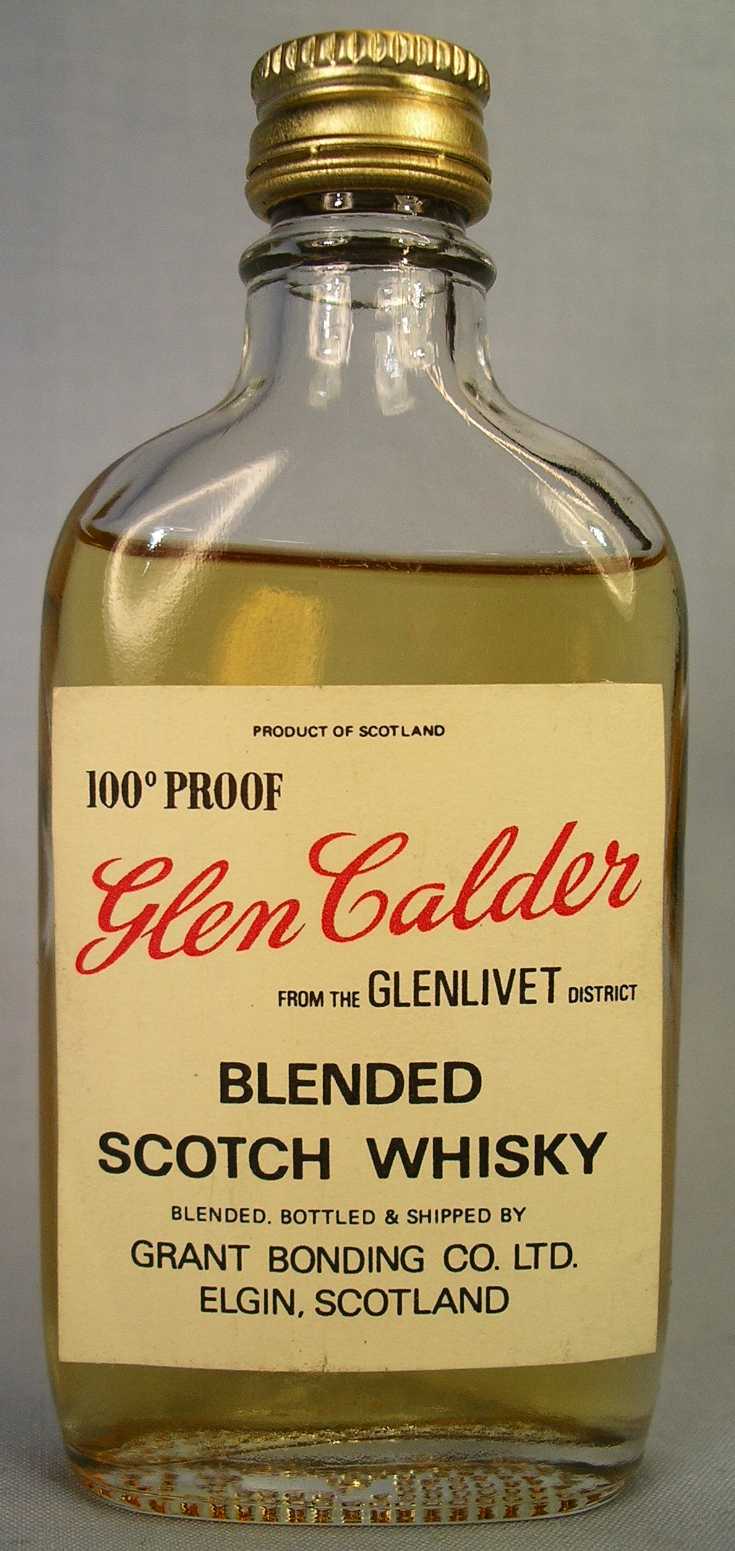 PRODUCT OF SCOTLAND
100° PROOF
Glen Calder
FROM THE GLENLIVET DISTRICT
BLENDED
SCOTCH WHISKY
BLENDED. BOTTLED & SHIPPED BY
GRANT BONDING CO. LTD.
ELGIN, SCOTLAND